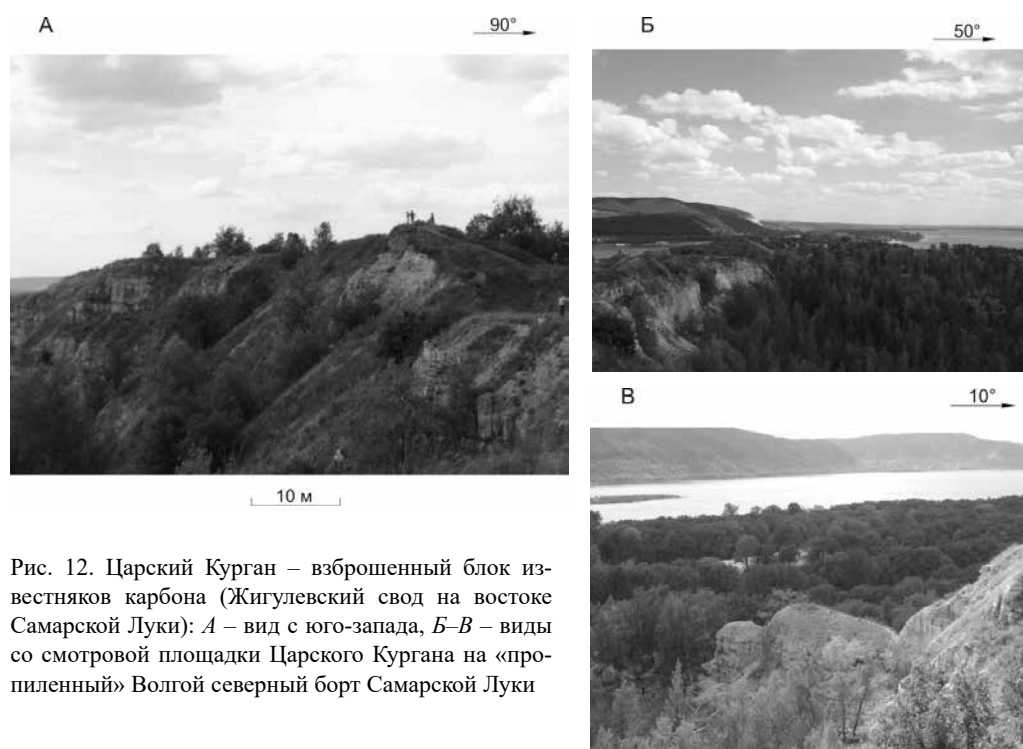 А
90°
Б
50°
В
10°
10 м
Рис. 12. Царский Курган – взброшенный блок из-
вестняков карбона (Жигулевский свод на востоке
Самарской Луки): А – вид с юго-запада, Б–В – виды
со смотровой площадки Царского Кургана на «про-
пиленный» Волгой северный борт Самарской Луки